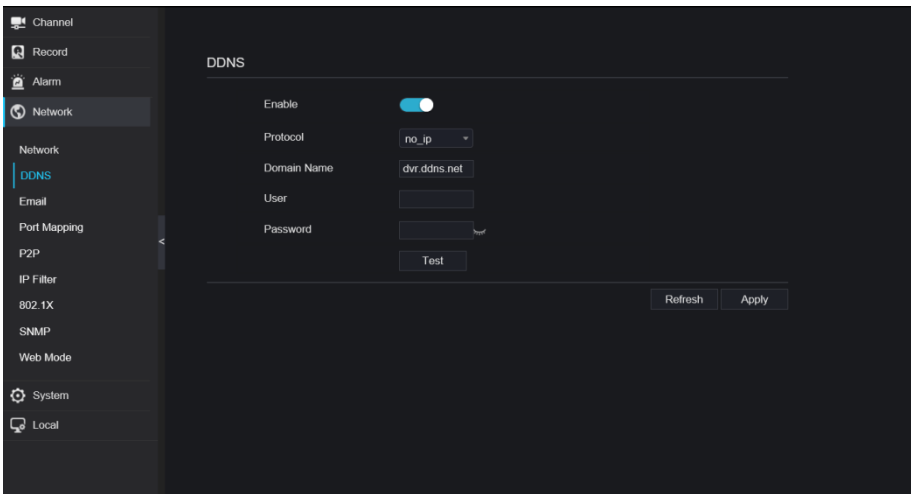 Channel
Record
Alarm
Network
Network
DDNS
Email
Port Mapping
P2P
IP Filter
802.1X
SNMP
Web Mode
System
Local
<
DDNS
Enable
Protocol no_ip
Domain Name dvr.ddns.net
User
Password
Test
Refresh Apply